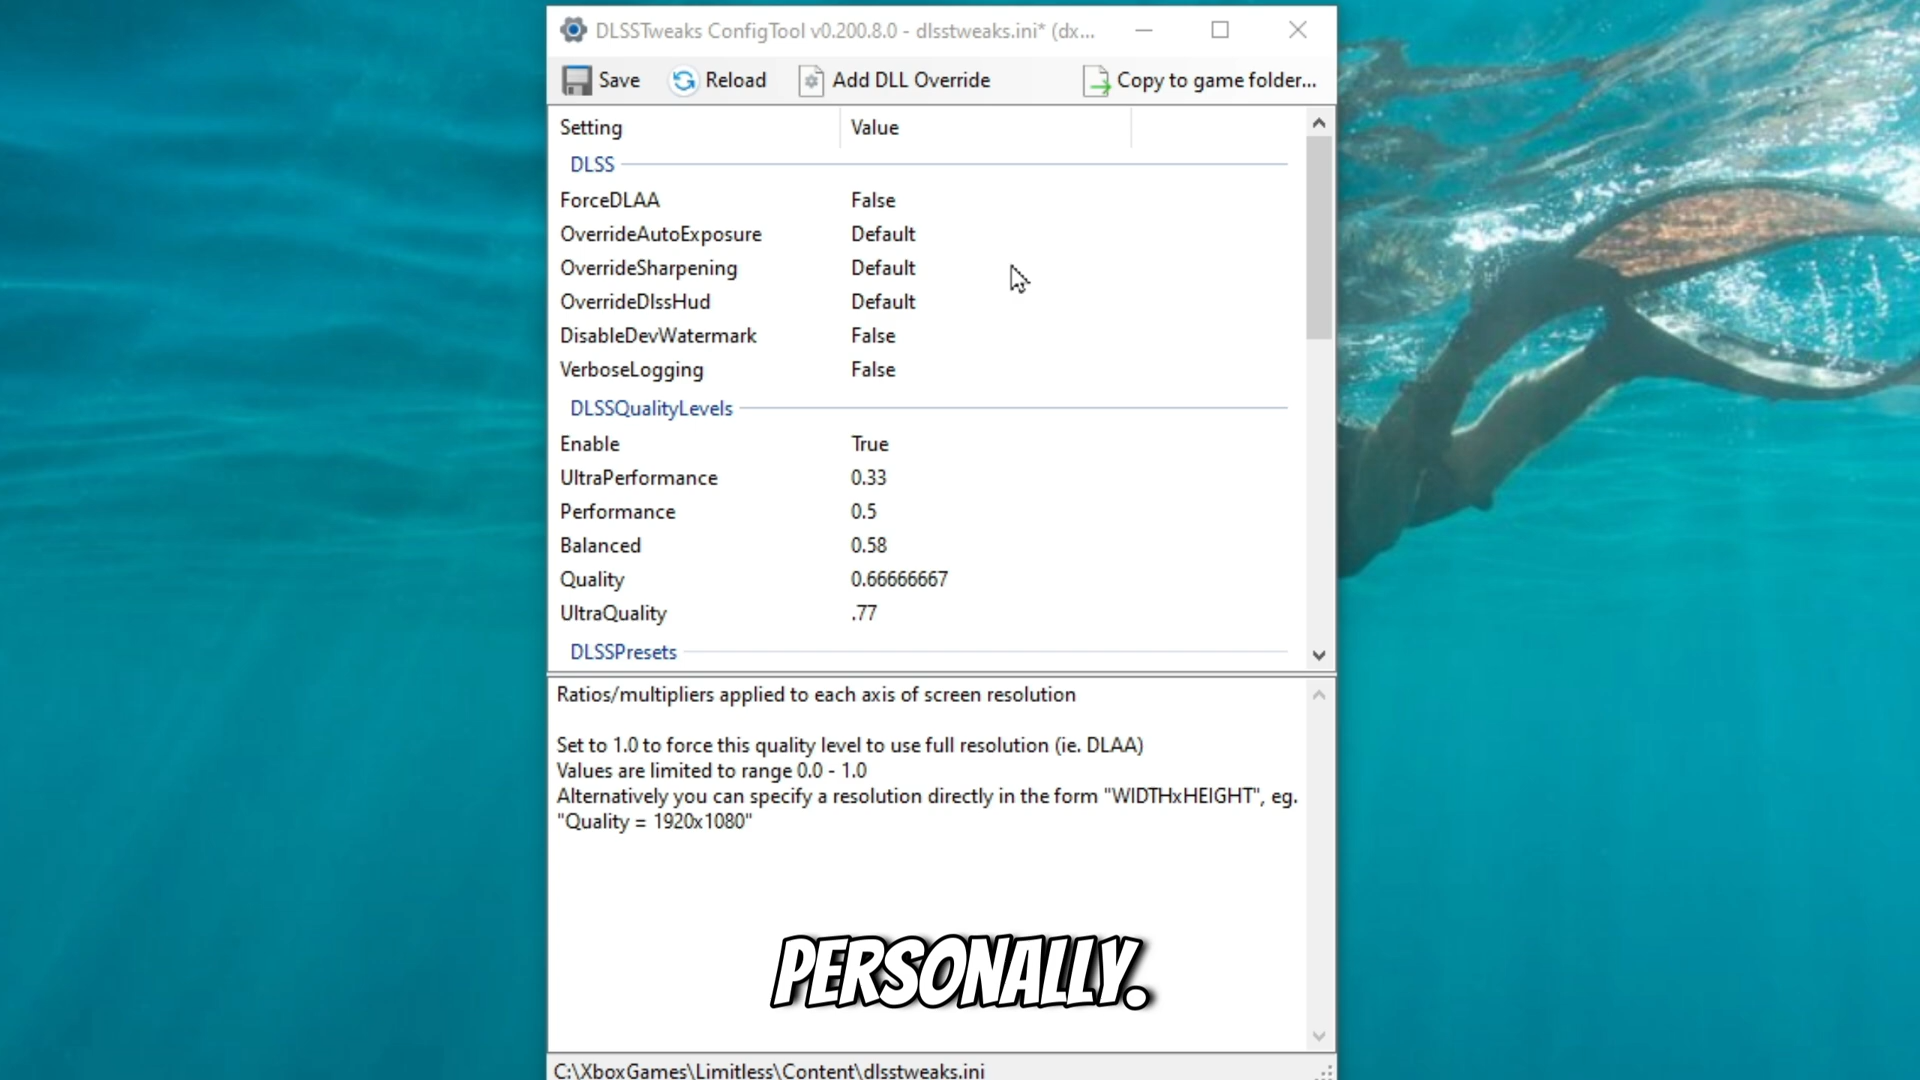 DLSSTweaks ConfigTool v0.200.8.0 - dlsstweaks.ini* (dx...
Save Reload Add DLL Override Copy to game folder...
Setting Value
DLSS
ForceDLAA False
OverrideAutoExposure Default
OverrideSharpening Default
OverrideDlssHud Default
DisableDevWatermark False
VerboseLogging False
DLSSQualityLevels
Enable True
UltraPerformance 0.33
Performance 0.5
Balanced 0.58
Quality 0.66666667
UltraQuality .77
DLSSPresets
Ratios/multipliers applied to each axis of screen resolution
Set to 1.0 to force this quality level to use full resolution (ie. DLAA)
Values are limited to range 0.0 - 1.0
Alternatively you can specify a resolution directly in the form "WIDTHxHEIGHT", eg.
"Quality = 1920x1080"
PERSONALLY.
C:\XboxGames\Limitless\Content\dlsstweaks.ini